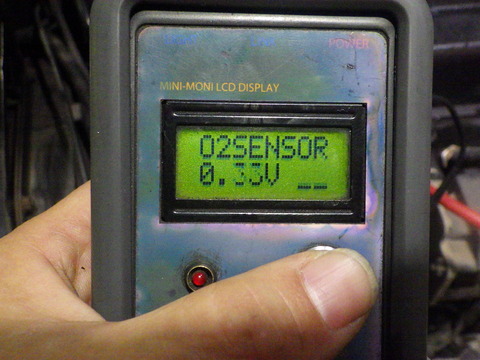 POWER
MINI-MONI LCD DISPLAY
O2SENSOR
0.33V __